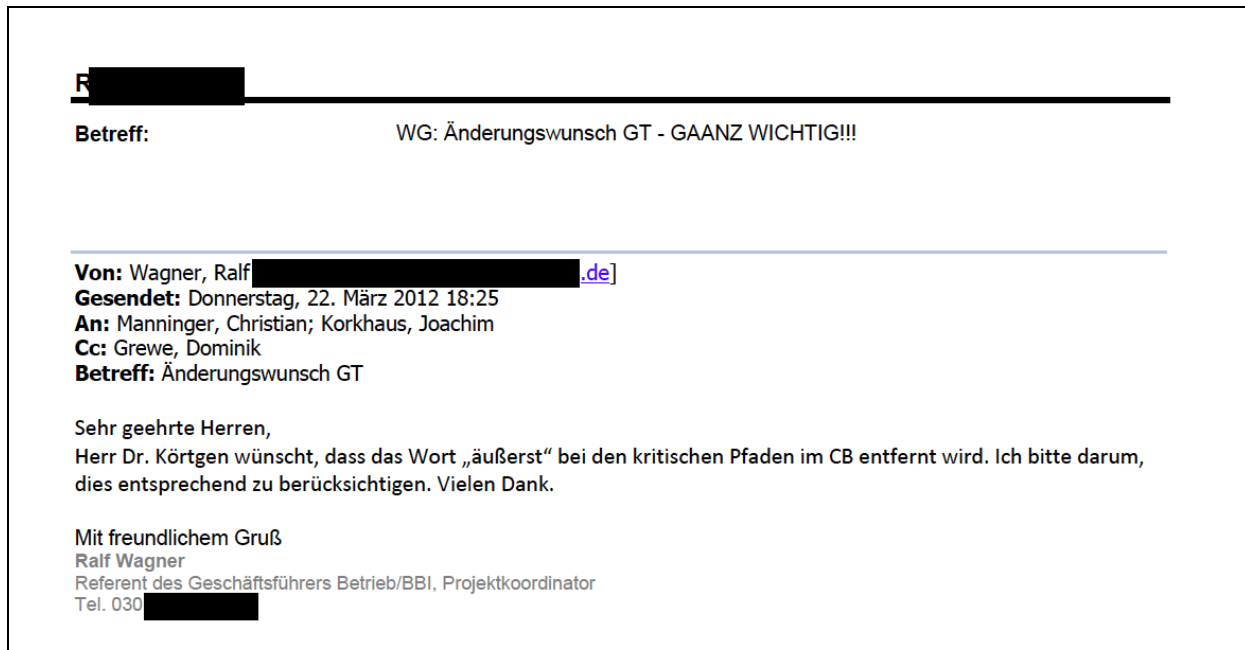 R
Betreff: WG: Änderungswunsch GT - GAANZ WICHTIG!!!
Von: Wagner, Ralf .de]
Gesendet: Donnerstag, 22. März 2012 18:25
An: Manninger, Christian; Korkhaus, Joachim
Cc: Grewe, Dominik
Betreff: Änderungswunsch GT
Sehr geehrte Herren,
Herr Dr. Körtgen wünscht, dass das Wort „äußerst“ bei den kritischen Pfaden im CB entfernt wird. Ich bitte darum,
dies entsprechend zu berücksichtigen. Vielen Dank.
Mit freundlichem Gruß
Ralf Wagner
Referent des Geschäftsführers Betrieb/BBI, Projektkoordinator
Tel. 030